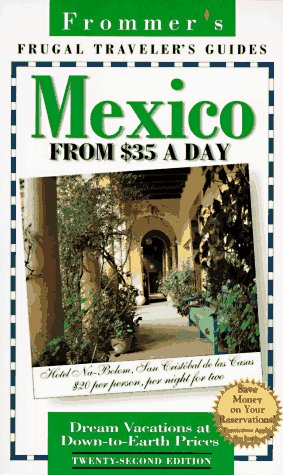 Frommer's
FRUGAL TRAVELER'S GUIDES
Mexico
FROM $35 A DAY
Hotel Na-Bolom, San Cristóbal de las Casas
$20 per person, per night for two
Save
Money
on Your
Reservations
Dream Vacations at
Down-to-Earth Prices
TWENTY-SECOND EDITION